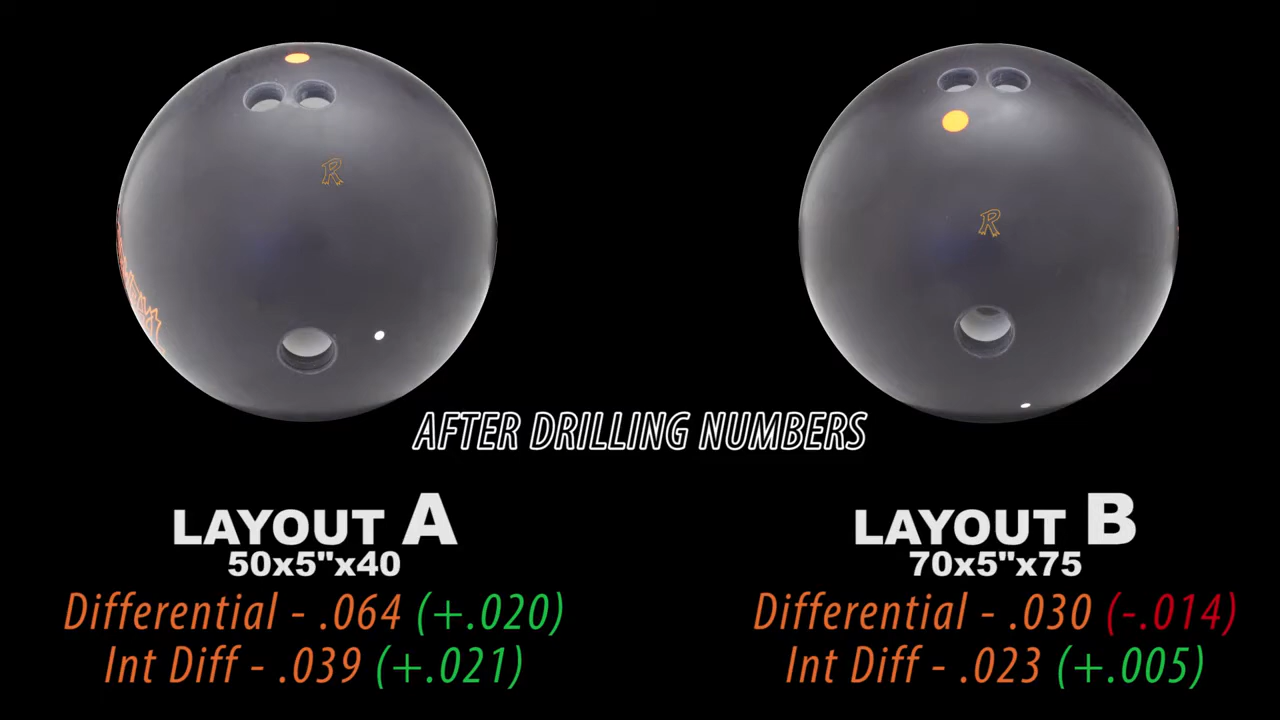 R
R
AFTER DRILLING NUMBERS
LAYOUT A
50x5"x40
Differential - .064 (+.020)
Int Diff - .039 (+.021)
LAYOUT B
70x5"x75
Differential - .030 (-.014)
Int Diff - .023 (+.005)